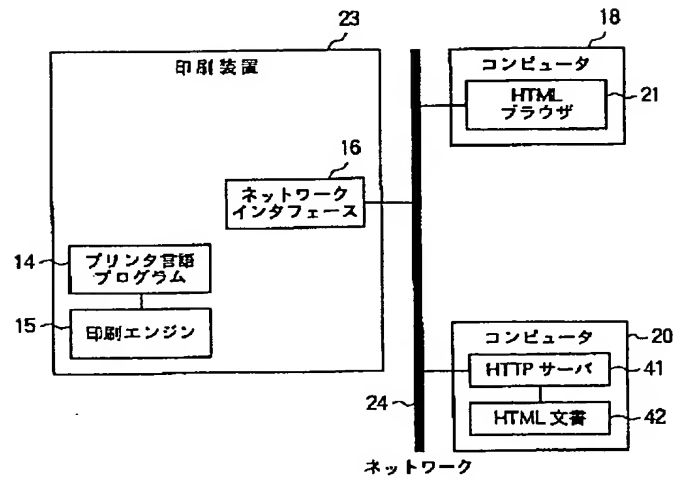 23
印刷装置
16
ネットワーク
インタフェース
14
プリンタ言語
プログラム
15
印刷エンジン
18
コンピュータ
HTML
ブラウザ
21
コンピュータ
20
HTTP サーバ
41
HTML 文書
42
24
ネットワーク